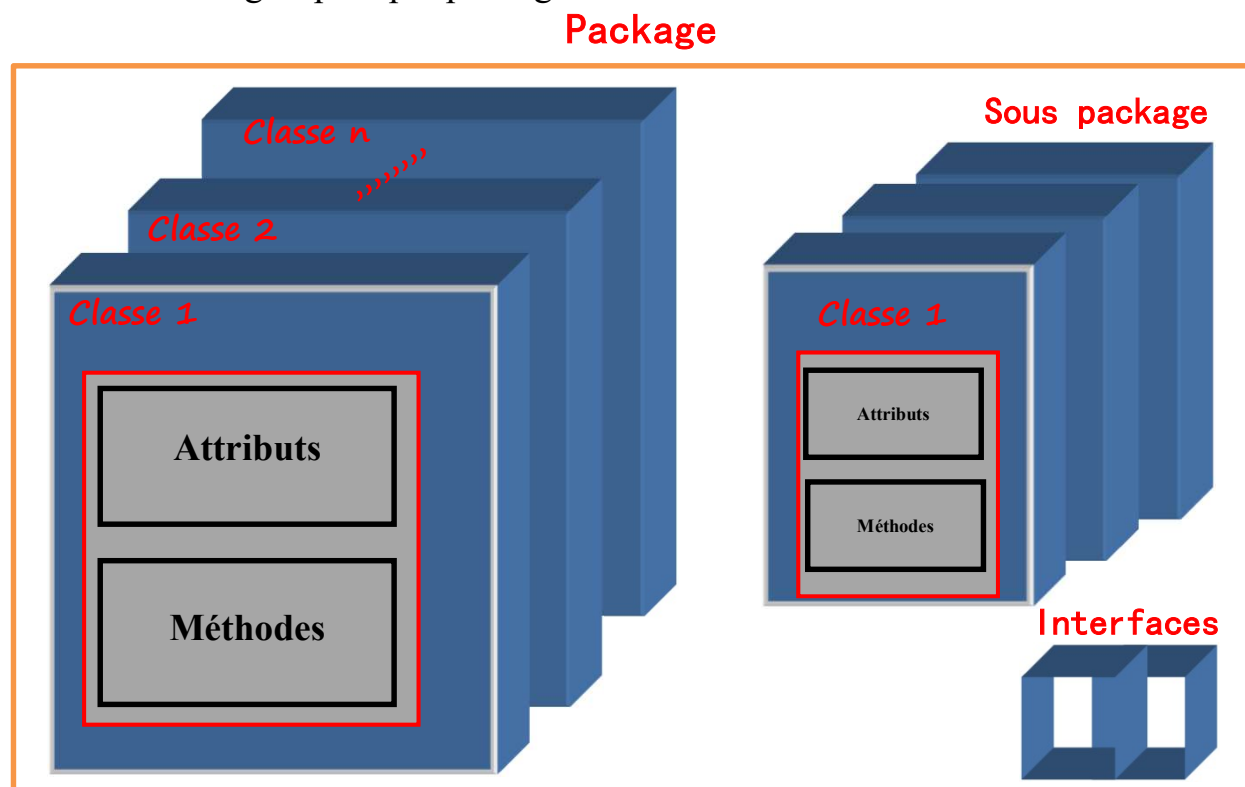 Package
Sous package
Classe n
,,,,,,,,
Classe 2
Classe 1
Attributs
Méthodes
Classe 1
Attributs
Méthodes
Interfaces